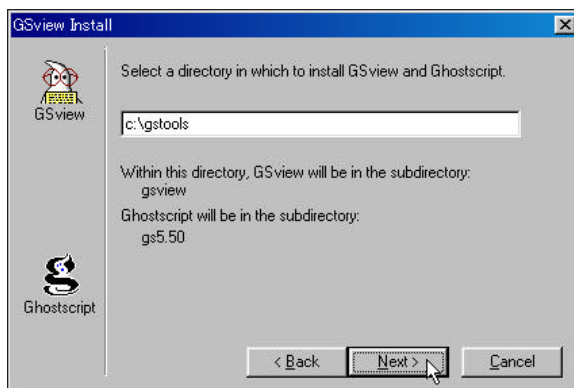 GSview Install
GSview
Select a directory in which to install GSview and Ghostscript.
c:\gstools
Within this directory, GSview will be in the subdirectory:
gsview
Ghostscript will be in the subdirectory:
gs5.50
Ghostscript
< Back
Next >
Cancel